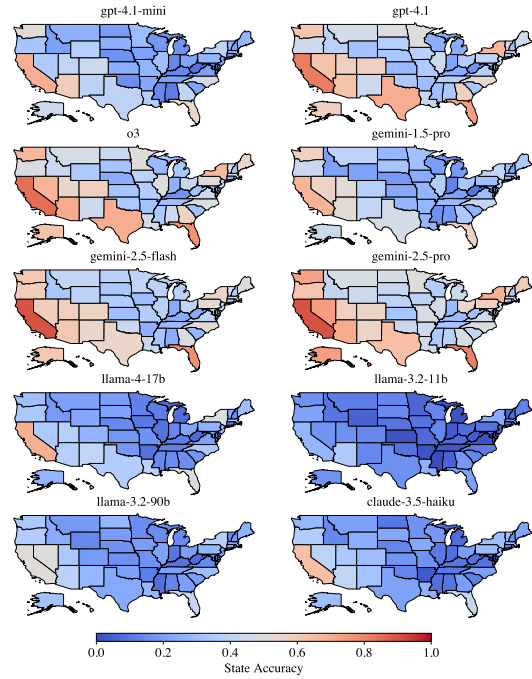 gpt-4.1-mini
gpt-4.1
o3
gemini-1.5-pro
gemini-2.5-flash
gemini-2.5-pro
llama-4-17b
llama-3.2-11b
llama-3.2-90b
claude-3.5-haiku
0.0 0.2 0.4 0.6 0.8 1.0
State Accuracy